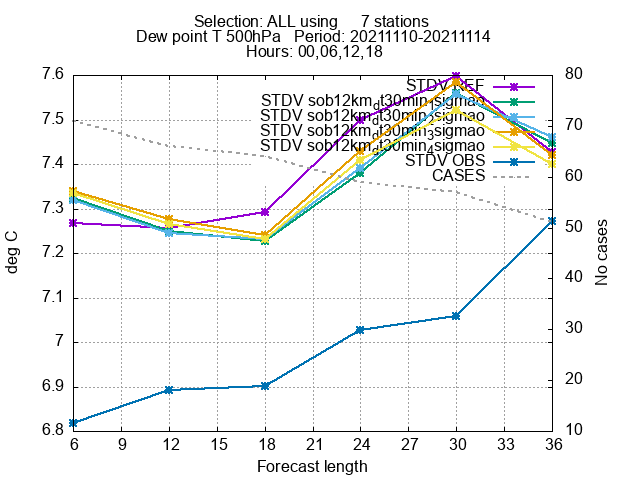 Selection: ALL using 7 stations
Dew point T 500hPa Period: 20211110-20211114
Hours: 00,06,12,18
7.6
7.5
7.4
7.3
7.2
7.1
7
6.9
6.8
deg C
80
70
60
50
40
30
20
10
No cases
STDV REF
STDV sob12km_dt30min_sigmao
STDV sob12km_dt30min_
STDV sob12km_dt30min_3sigmao
STDV sob12km_dt30min_4sigmao
STDV OBS
CASES
6 9 12 15 18 21 24 27 30 33 36
Forecast length